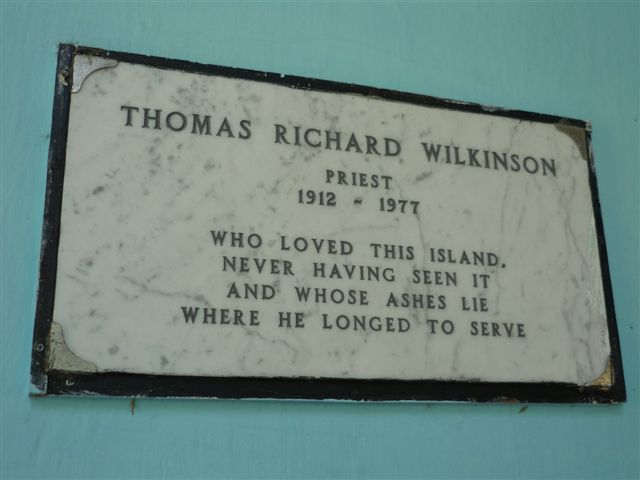 THOMAS RICHARD WILKINSON
PRIEST
1912 ~ 1977
WHO LOVED THIS ISLAND,
NEVER HAVING SEEN IT
AND WHOSE ASHES LIE
WHERE HE LONGED TO SERVE